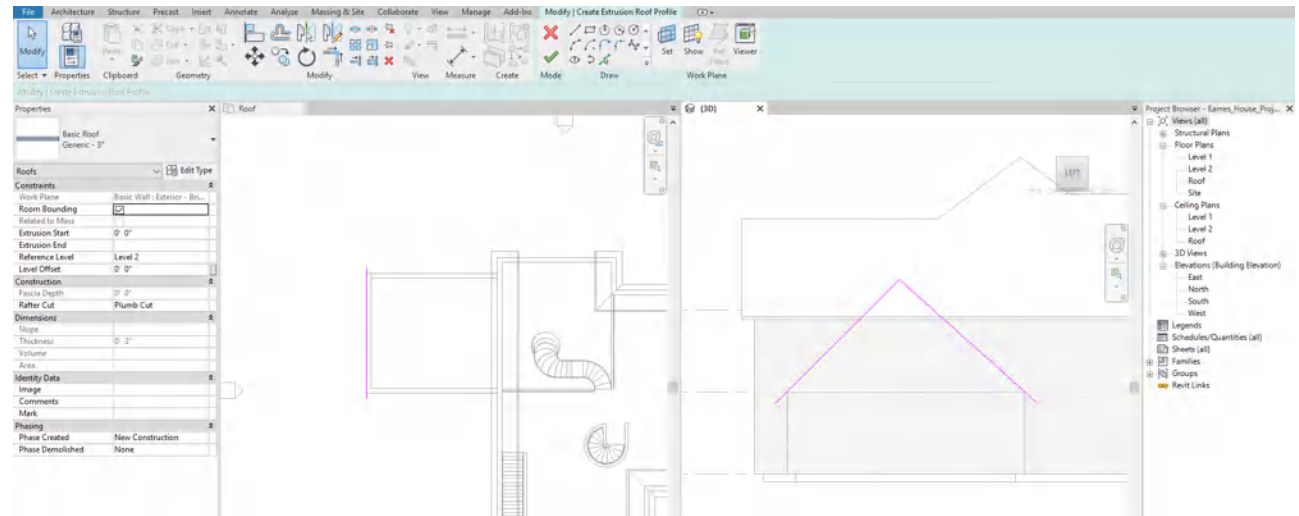 File Architecture Structure Precast Insert Annotate Analyze Massing & Site Collaborate View Manage Add-Ins Modify | Create Extrusion Roof Profile
Modify
Set Show Viewer
Select Properties Clipboard Geometry Modify View Measure Create Mode Draw Work Plane
Modify | Create Extrusion Roof Profile
Properties
Roof
(3D)
Project Browser - Eames_House_Proj...
Basic Roof
Generic - 3"
Roofs
Edit Type
Constraints
Work Plane Basic Wall : Exterior - Bri...
Room Bounding
Related to Mass
Extrusion Start 0' 0"
Extrusion End
Reference Level Level 2
Level Offset 0' 0"
Construction
Fascia Depth 0' 0"
Rafter Cut Plumb Cut
Dimensions
Slope
Thickness 0' 3"
Volume
Area
Identity Data
Image
Comments
Mark
Phasing
Phase Created New Construction
Phase Demolished None
LEFT
Views (all)
Structural Plans
Floor Plans
Level 1
Level 2
Roof
Site
Ceiling Plans
Level 1
Level 2
Roof
3D Views
Elevations (Building Elevation)
East
North
South
West
Legends
Schedules/Quantities (all)
Sheets (all)
Families
Groups
Revit Links